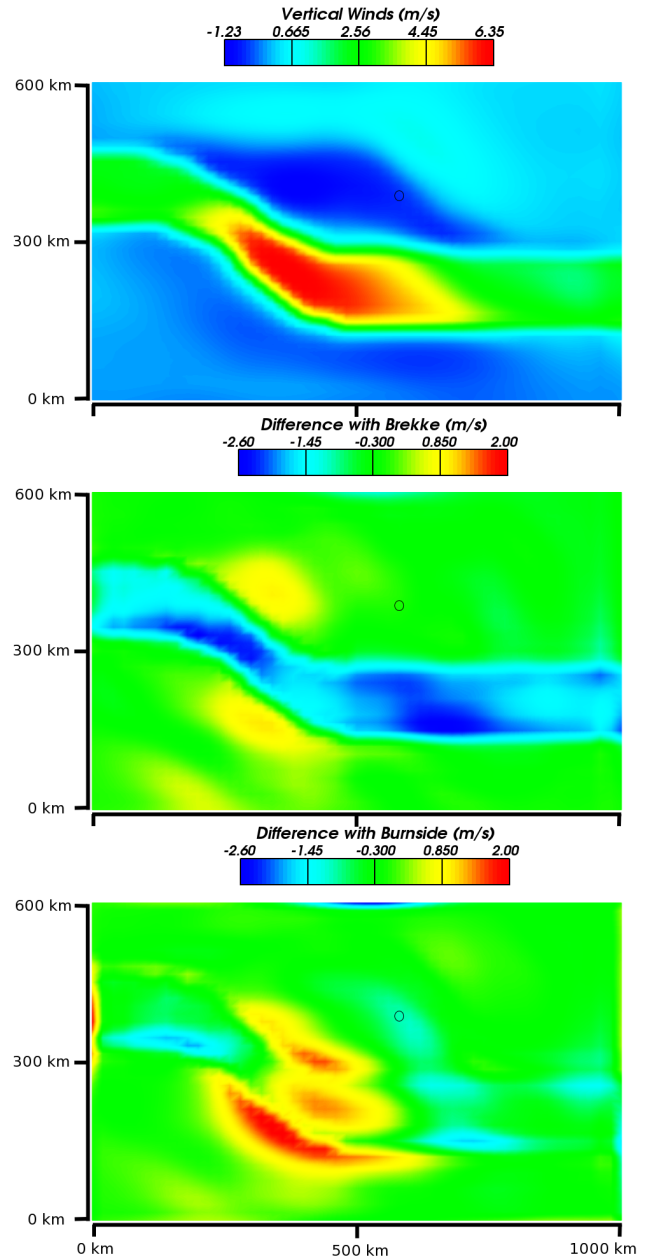 Vertical Winds (m/s)
-1.23 0.665 2.56 4.45 6.35
600 km
300 km
0 km
Difference with Brekke (m/s)
-2.60 -1.45 -0.300 0.850 2.00
600 km
300 km
0 km
Difference with Burnside (m/s)
-2.60 -1.45 -0.300 0.850 2.00
600 km
300 km
0 km
0 km 500 km 1000 km